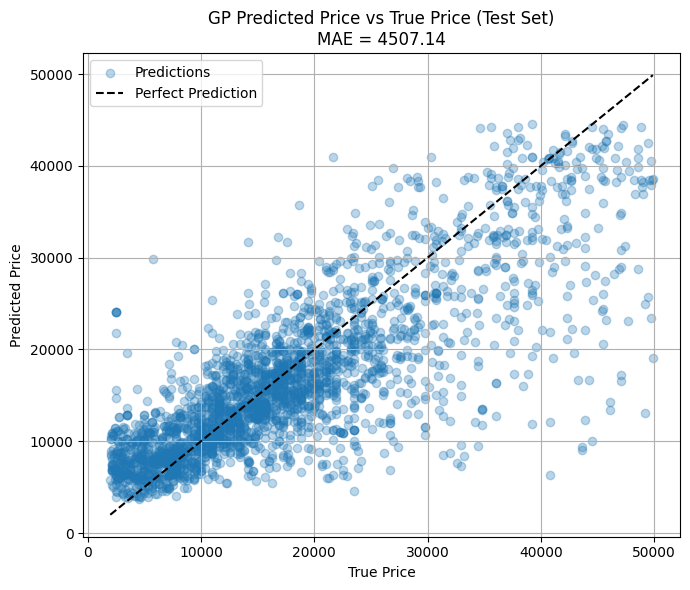 GP Predicted Price vs True Price (Test Set)
MAE = 4507.14
Predictions
Perfect Prediction
50000
40000
30000
20000
10000
0
Predicted Price
0 10000 20000 30000 40000 50000
True Price